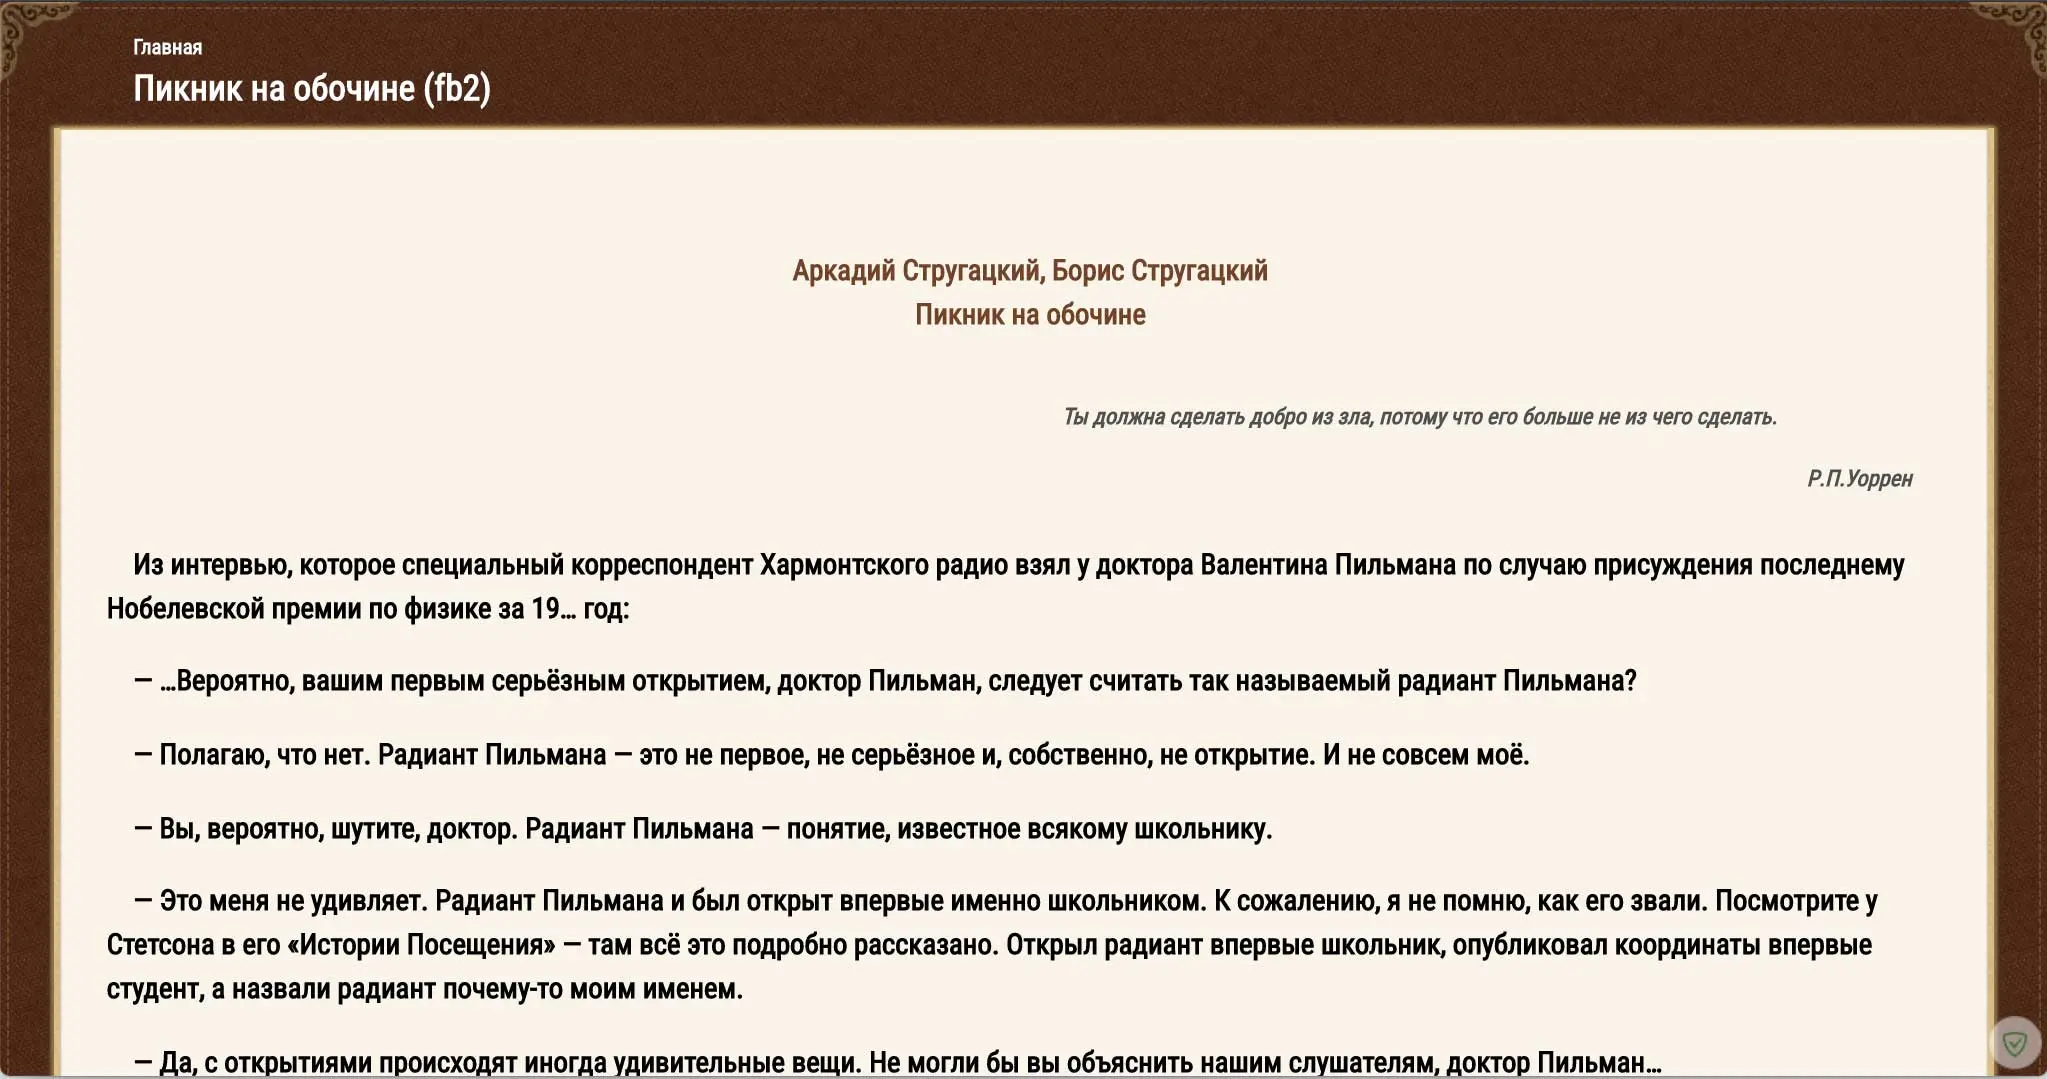 Главная
Пикник на обочине (fb2)
Аркадий Стругацкий, Борис Стругацкий
Пикник на обочине
Ты должна сделать добро из зла, потому что его больше не из чего сделать.
Р.П.Уоррен
Из интервью, которое специальный корреспондент Хармонтского радио взял у доктора Валентина Пильмана по случаю присуждения последнему
Нобелевской премии по физике за 19… год:
— …Вероятно, вашим первым серьёзным открытием, доктор Пильман, следует считать так называемый радиант Пильмана?
— Полагаю, что нет. Радиант Пильмана — это не первое, не серьёзное и, собственно, не открытие. И не совсем моё.
— Вы, вероятно, шутите, доктор. Радиант Пильмана — понятие, известное всякому школьнику.
— Это меня не удивляет. Радиант Пильмана и был открыт впервые именно школьником. К сожалению, я не помню, как его звали. Посмотрите у
Стетсона в его «Истории Посещения» — там всё это подробно рассказано. Открыл радиант впервые школьник, опубликовал координаты впервые
студент, а назвали радиант почему-то моим именем.
— Да, с открытиями происходят иногда удивительные вещи. Не могли бы вы объяснить нашим слушателям, доктор Пильман…